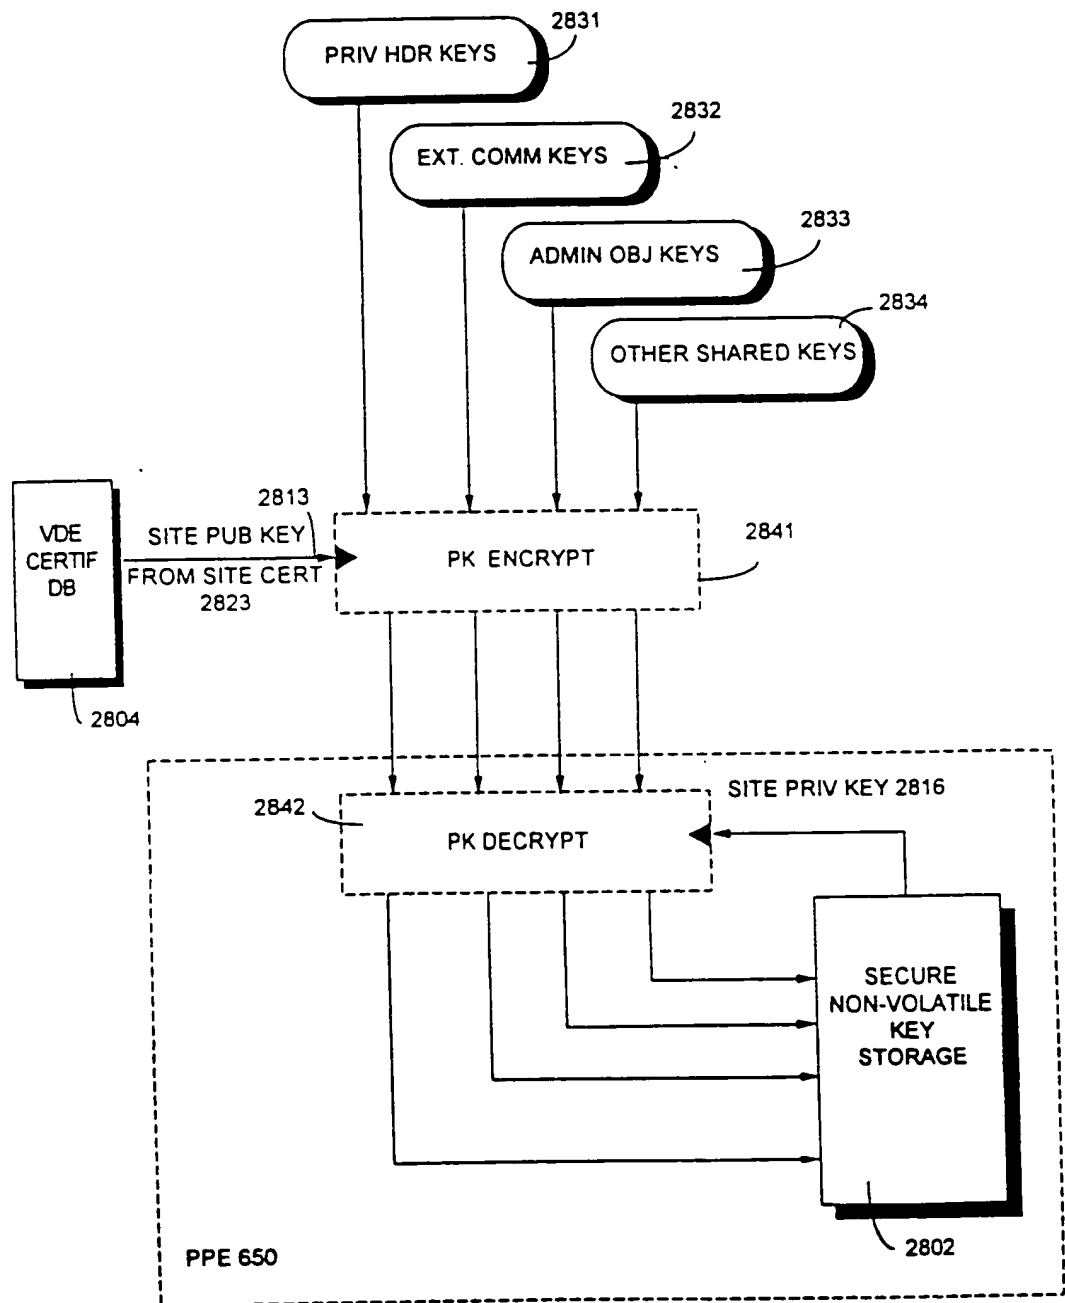 2831
PRIV HDR KEYS
2832
EXT. COMM KEYS
2833
ADMIN OBJ KEYS
2834
OTHER SHARED KEYS
VDE
CERTIF
DB
2813
SITE PUB KEY
FROM SITE CERT
2823
PK ENCRYPT
2841
2804
SITE PRIV KEY 2816
2842
PK DECRYPT
SECURE
NON-VOLATILE
KEY
STORAGE
2802
PPE 650